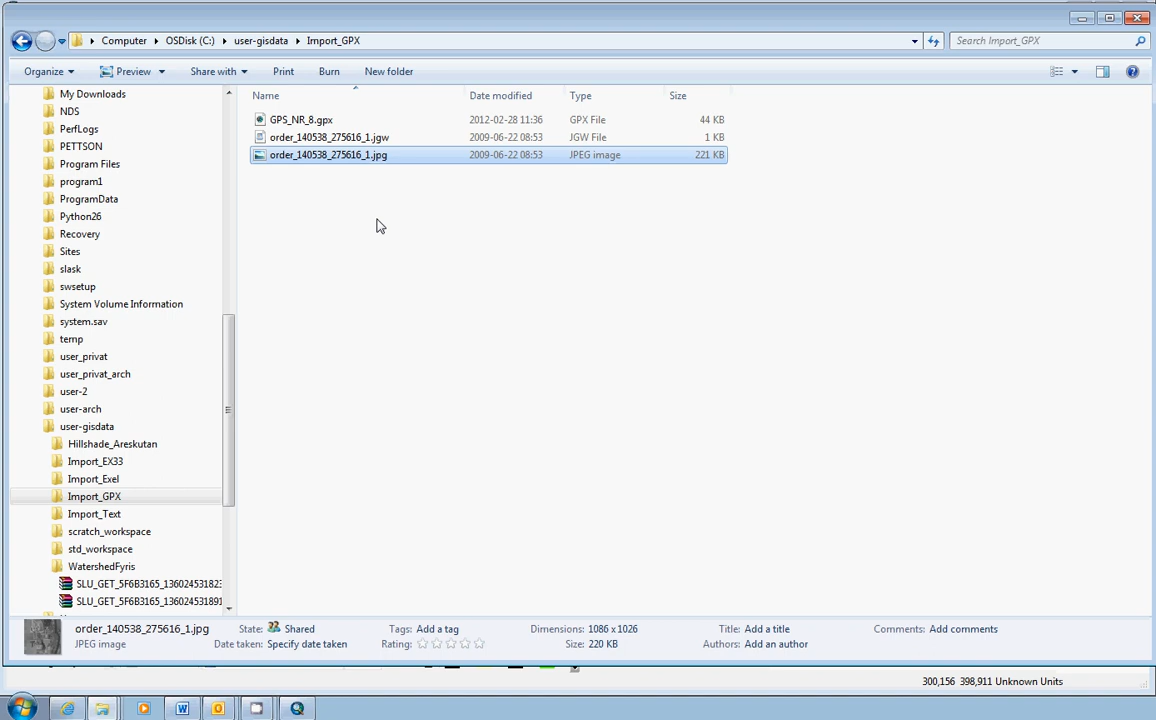 Computer OSDisk (C:) user-gisdata Import_GPX
Search Import_GPX
Organize Preview Share with Print Burn New folder
Name Date modified Type Size
GPS_NR_8.gpx 2012-02-28 11:36 GPX File 44 KB
order_140538_275616_1.jgw 2009-06-22 08:53 JGW File 1 KB
order_140538_275616_1.jpg 2009-06-22 08:53 JPEG image 221 KB
My Downloads
NDS
PerfLogs
PETTSON
Program Files
program1
ProgramData
Python26
Recovery
Sites
slask
swsetup
System Volume Information
system.sav
temp
user_privat
user_privat_arch
user-2
user-arch
user-gisdata
Hillshade_Areskutan
Import_EX33
Import_Exel
Import_GPX
Import_Text
scratch_workspace
std_workspace
WatershedFyris
SLU_GET_5F6B3165_136024531823
SLU_GET_5F6B3165_13602453189​1
order_140538_275616_1.jpg State: Shared Tags: Add a tag Dimensions: 1086 x 1026 Title: Add a title Comments: Add comments
JPEG image Date taken: Specify date taken Rating: Size: 220 KB Authors: Add an author
300,156 398,911 Unknown Units